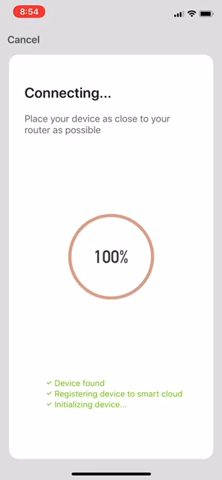 8:54
Cancel
Connecting...
Place your device as close to your
router as possible
100%
Device found
Registering device to smart cloud
Initializing device...